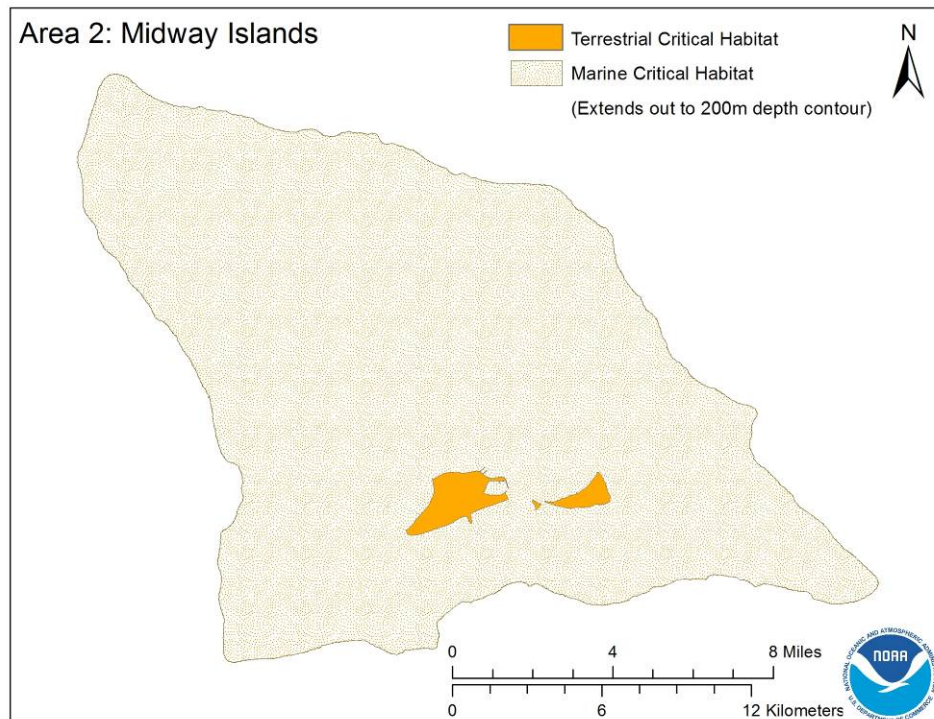 Area 2: Midway Islands
Terrestrial Critical Habitat
Marine Critical Habitat
(Extends out to 200m depth contour)
N
0 4 8 Miles
0 6 12 Kilometers
NOAA